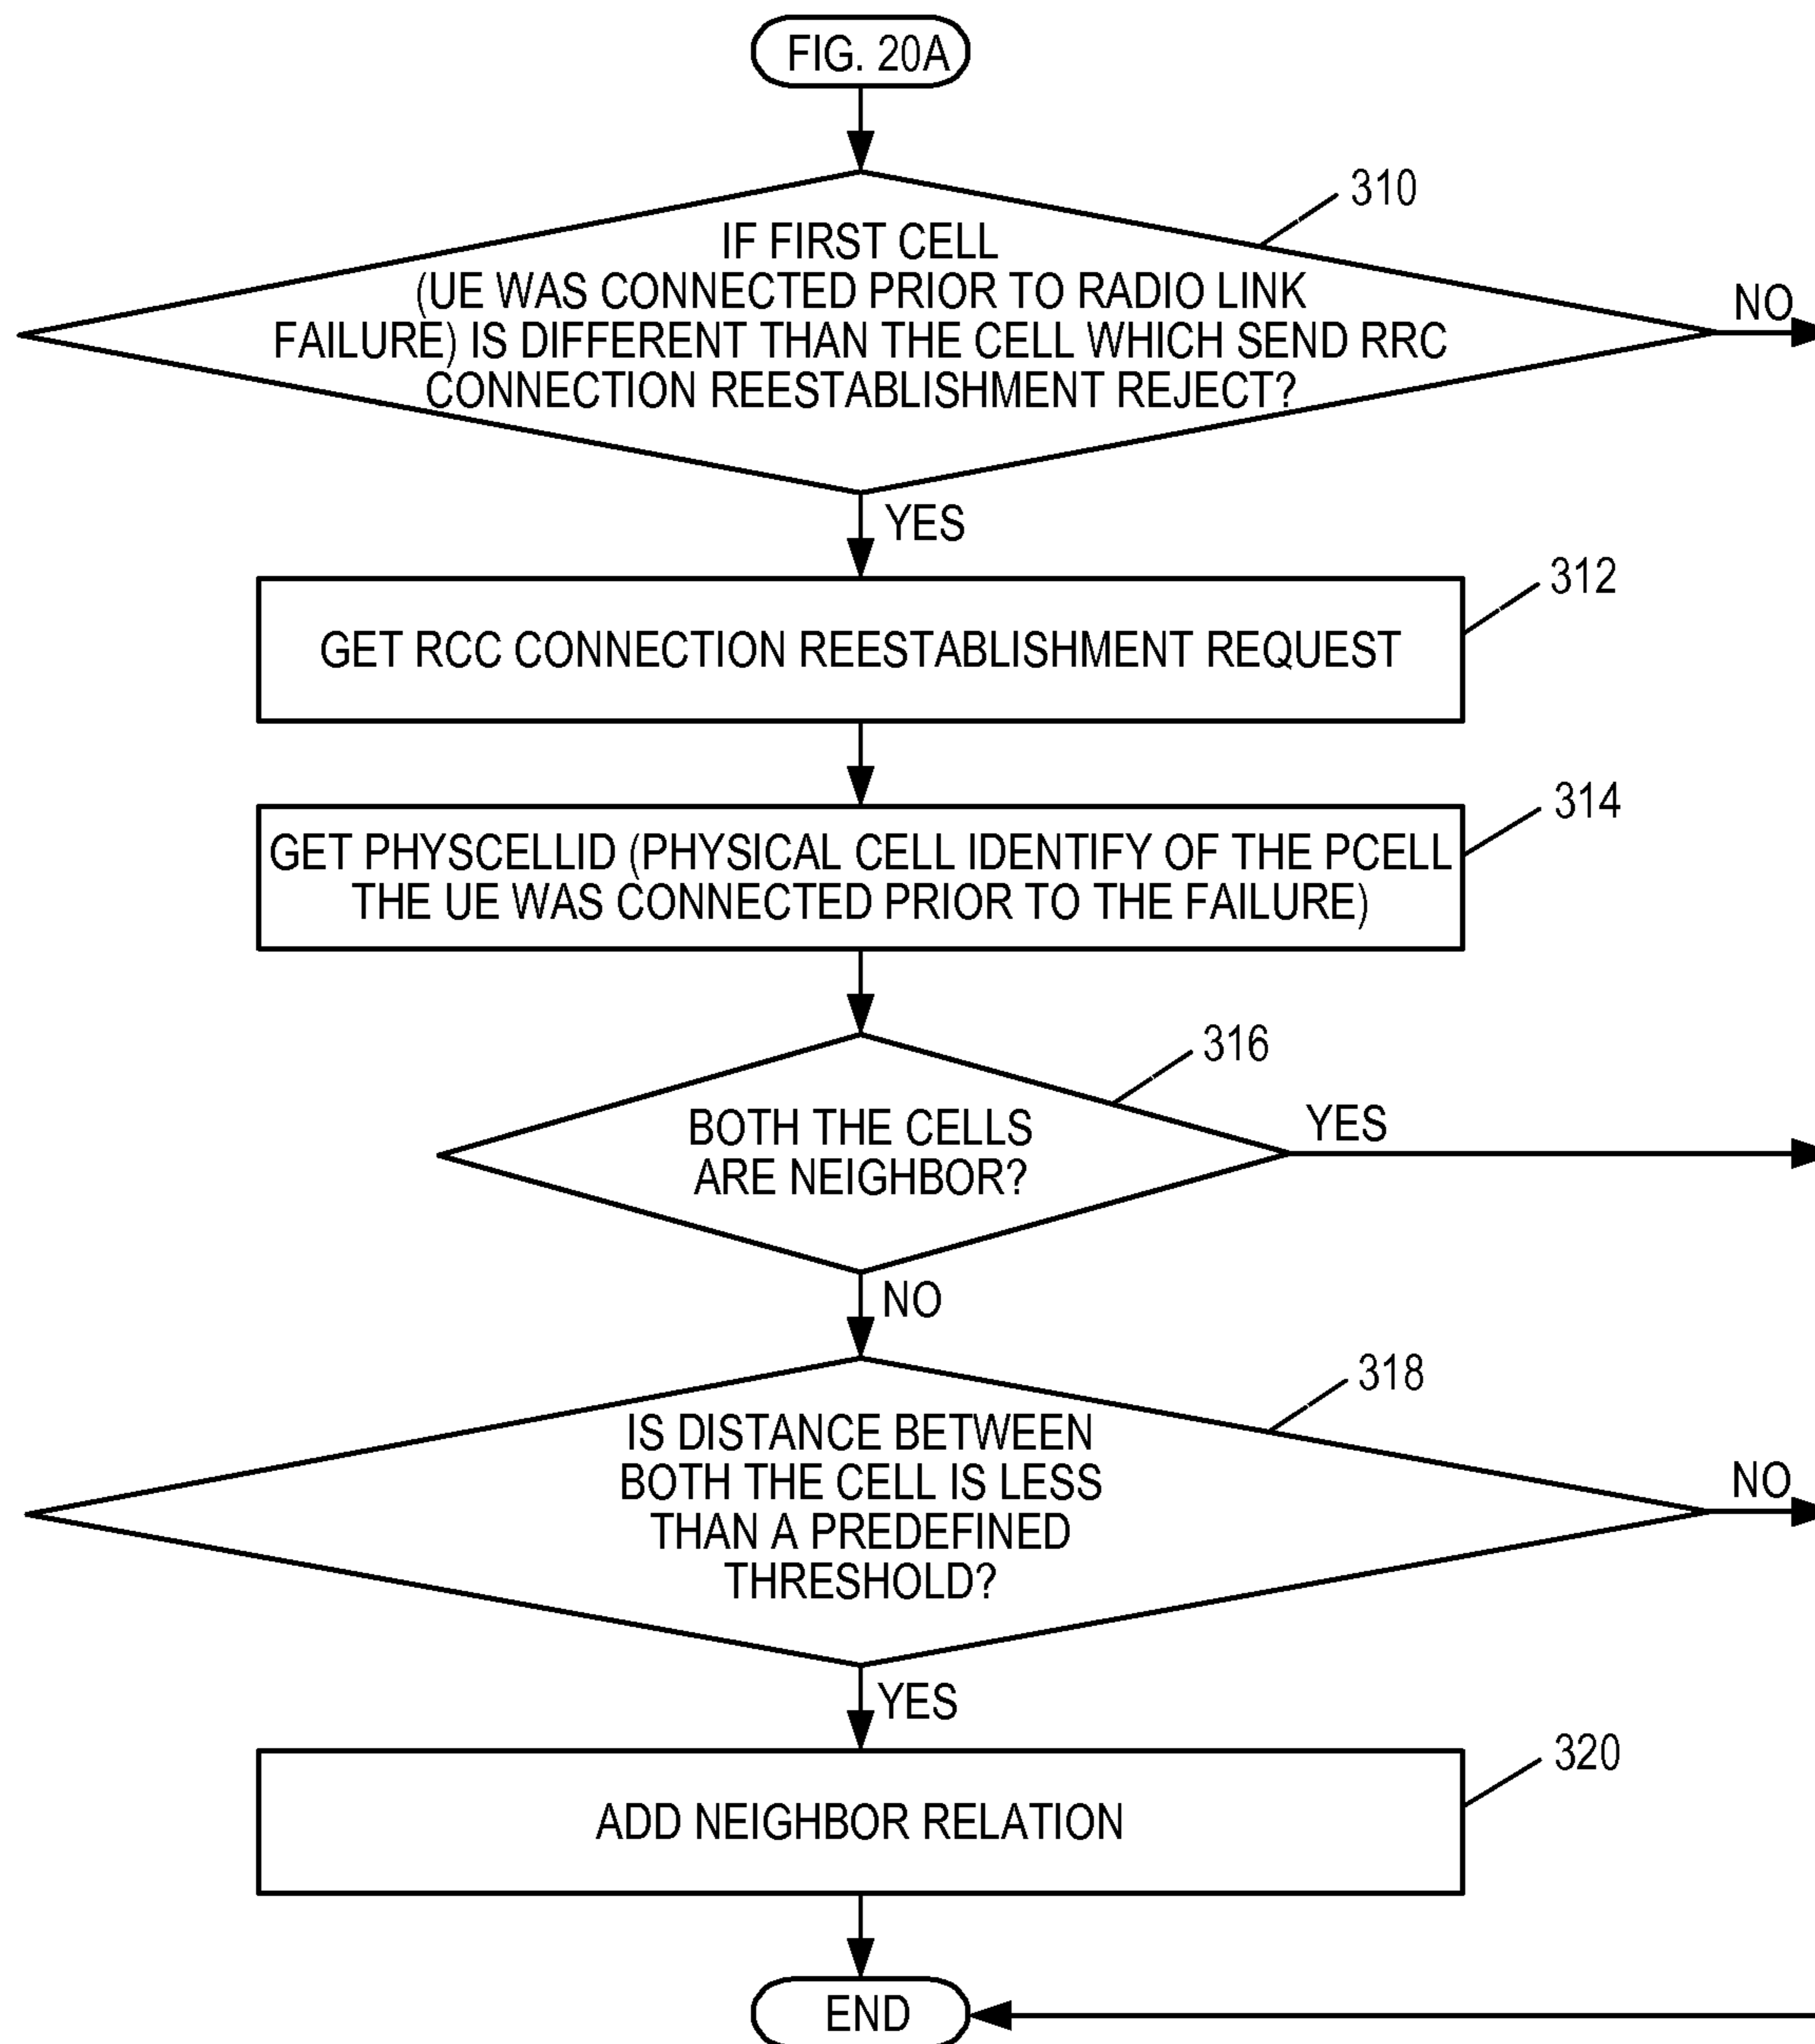 FIG. 20A
310
IF FIRST CELL
(UE WAS CONNECTED PRIOR TO RADIO LINK
FAILURE) IS DIFFERENT THAN THE CELL WHICH SEND RRC
CONNECTION REESTABLISHMENT REJECT?
NO
YES
312
GET RCC CONNECTION REESTABLISHMENT REQUEST
314
GET PHYSCELLID (PHYSICAL CELL IDENTIFY OF THE PCELL
THE UE WAS CONNECTED PRIOR TO THE FAILURE)
316
BOTH THE CELLS
ARE NEIGHBOR?
YES
NO
318
IS DISTANCE BETWEEN
BOTH THE CELL IS LESS
THAN A PREDEFINED
THRESHOLD?
NO
YES
320
ADD NEIGHBOR RELATION
END